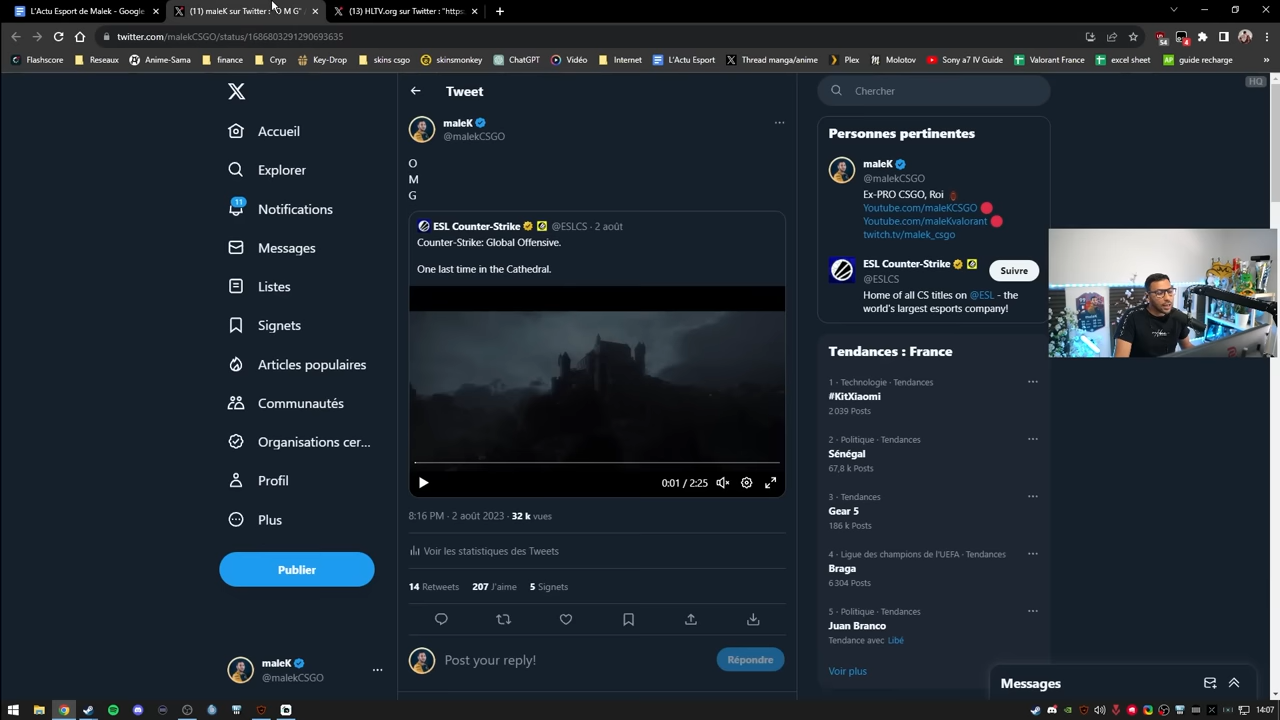 L'Actu Esport de Malek - Google
(11) maleK sur Twitter : "O M G"
(13) HLTV.org sur Twitter : "https
twitter.com/malekCSGO/status/1686803291290693635
54
4
Flashscore
Reseaux
Anime-Sama
finance
Cryp
Key-Drop
skins csgo
skinsmoney
ChatGPT
Vidéo
Internet
L'Actu Esport
Thread manga/anime
Plex
Molotov
Sony a7 IV Guide
Valorant France
excel sheet
guide recharge
HQ
Accueil
Explorer
11
Notifications
Messages
Listes
Signets
Articles populaires
Communautés
Organisations cer...
Profil
Plus
Publier
maleK
@malekCSGO
Tweet
maleK
@malekCSGO
O
M
G
ESL Counter-Strike @ESLCS · 2 août
Counter-Strike: Global Offensive.
One last time in the Cathedral.
0:01 / 2:25
8:16 PM · 2 août 2023 · 32 k vues
Voir les statistiques des Tweets
14 Retweets 207 J'aime 5 Signets
Post your reply!
Répondre
Chercher
Personnes pertinentes
maleK
@malekCSGO
Ex-PRO CSGO, Roi
Youtube.com/maleKCSGO
Youtube.com/maleKvalorant
twitch.tv/malek_csgo
ESL Counter-Strike
@ESLCS
Suivre
Home of all CS titles on @ESL - the
world's largest esports company!
Tendances : France
1 · Technologie · Tendances
#KitXiaomi
2 039 Posts
2 · Politique · Tendances
Sénégal
67,8 k Posts
3 · Tendances
Gear 5
186 k Posts
4 · Ligue des champions de l'UEFA · Tendances
Braga
6 304 Posts
5 · Politique · Tendances
Juan Branco
Tendance avec Libé
Voir plus
Messages
14:07